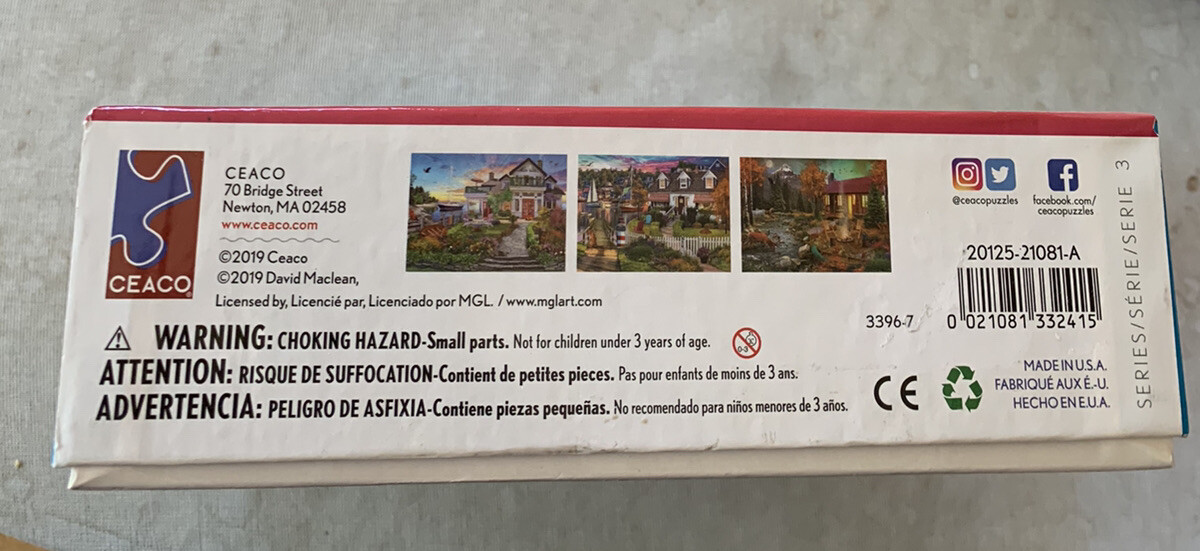 CEACO
CEACO
70 Bridge Street
Newton, MA 02458
www.ceaco.com
©2019 Ceaco
©2019 David Maclean,
Licensed by, Licencié par, Licenciado por MGL. / www.mglart.com
@ceacopuzzles
facebook.com/
ceacopuzzles
20125-21081-A
3396-7
0 021081 332415
SERIES/SÉRIE/SERIE 3
WARNING: CHOKING HAZARD-Small parts. Not for children under 3 years of age.
0-3
ATTENTION: RISQUE DE SUFFOCATION-Contient de petites pieces. Pas pour enfants de moins de 3 ans.
ADVERTENCIA: PELIGRO DE ASFIXIA-Contiene piezas pequeñas. No recomendado para niños menores de 3 años.
CE
MADE IN U.S.A.
FABRIQUÉ AUX É.-U.
HECHO EN E.U.A.